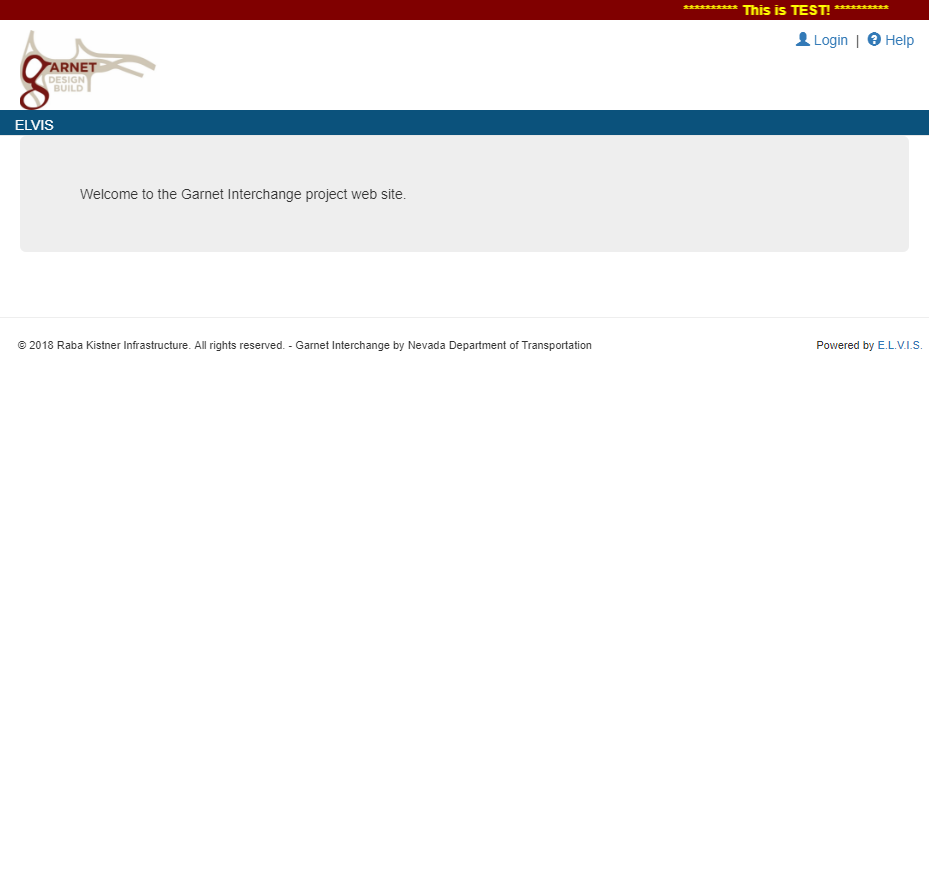 ********** This is TEST! **********
Login | Help
gARNET
DESIGN
BUILD
ELVIS
Welcome to the Garnet Interchange project web site.
© 2018 Raba Kistner Infrastructure. All rights reserved. - Garnet Interchange by Nevada Department of Transportation
Powered by E.L.V.I.S.